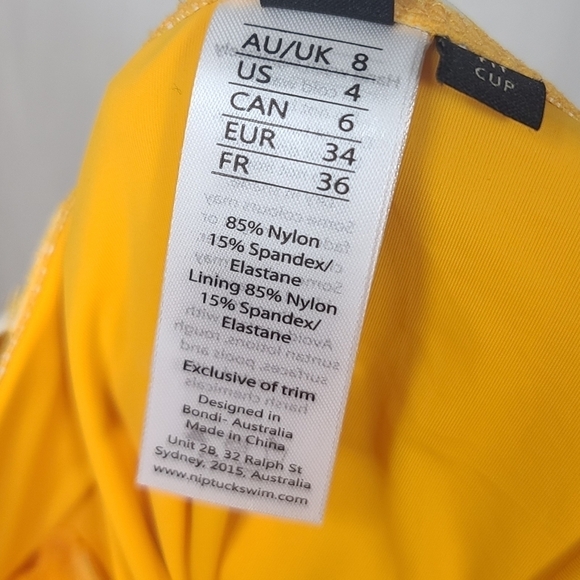 AU/UK 8
US 4
CAN 6
EUR 34
FR 36
85% Nylon
15% Spandex/
Elastane
Lining 85% Nylon
15% Spandex/
Elastane
Exclusive of trim
Designed in
Bondi- Australia
Made in China
Unit 2B, 32 Ralph St
Sydney, 2015, Australia
www.niptuckswim.com
CUP